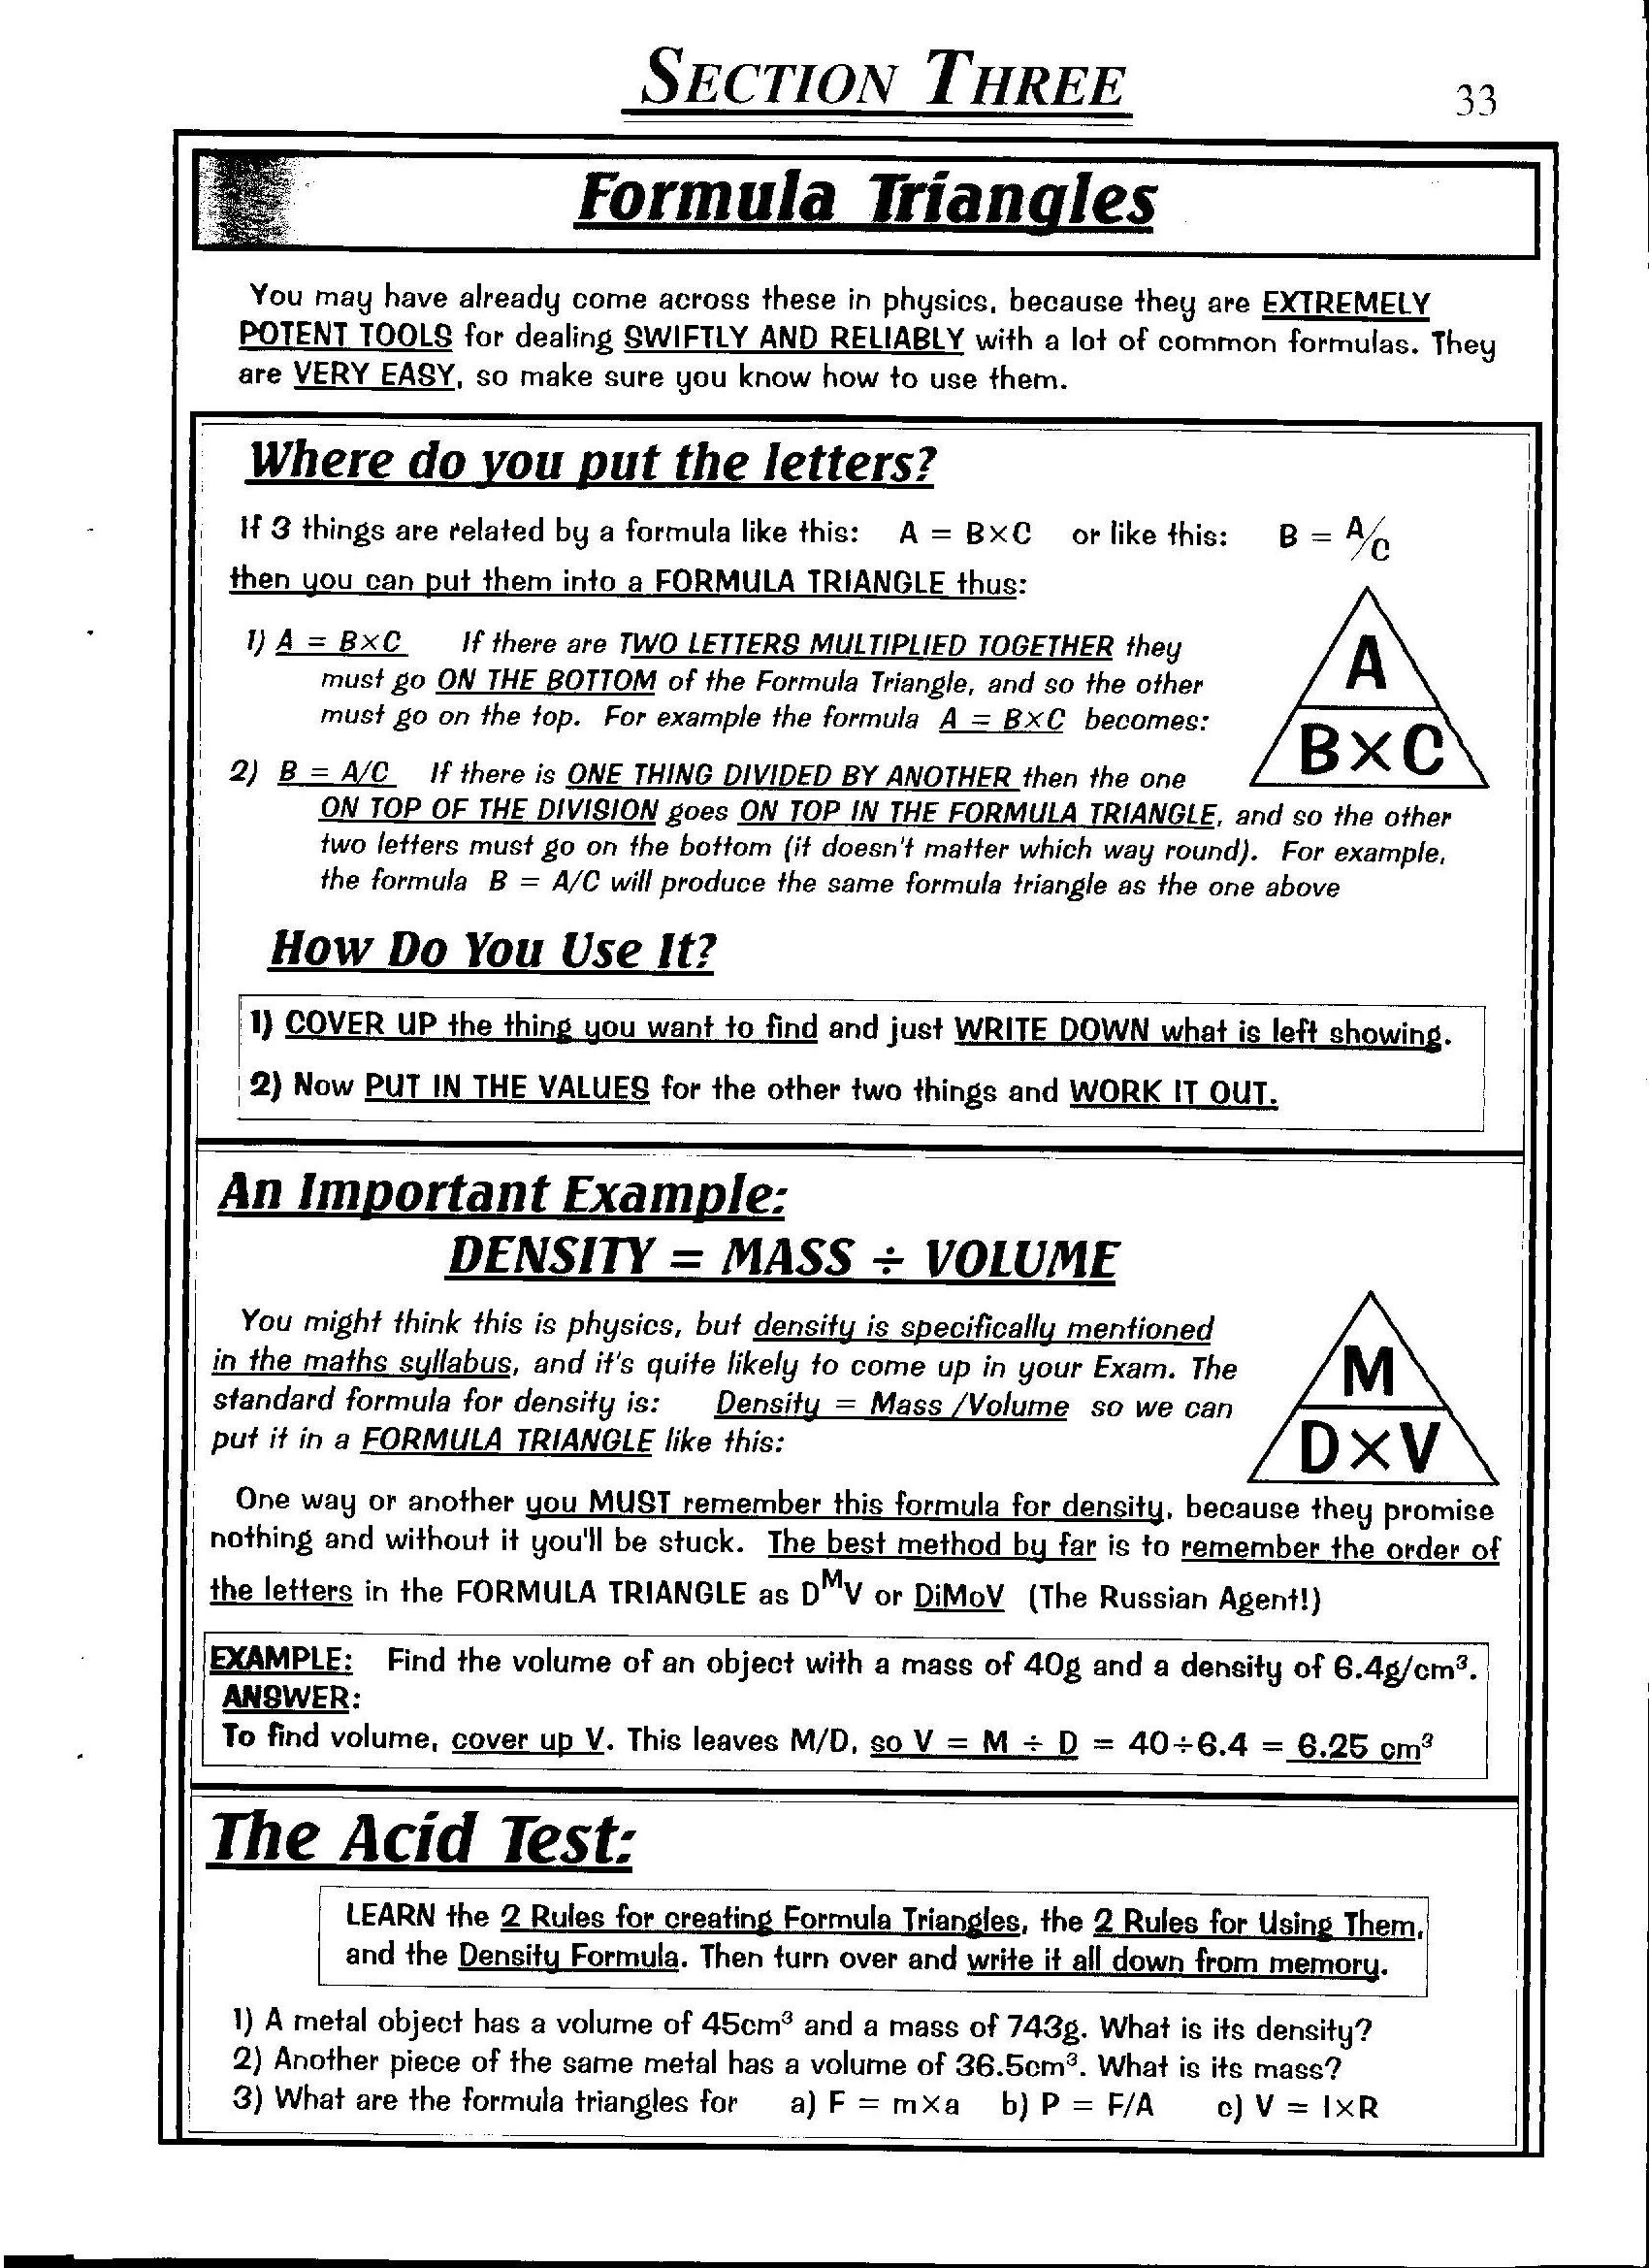 SECTION THREE
33
Formula Triangles
You may have already come across these in physics, because they are EXTREMELY
POTENT TOOLS for dealing SWIFTLY AND RELIABLY with a lot of common formulas. They
are VERY EASY, so make sure you know how to use them.
Where do you put the letters?
If 3 things are related by a formula like this: A = B×C or like this: B = A/C
then you can put them into a FORMULA TRIANGLE thus:
1) A = B×C If there are TWO LETTERS MULTIPLIED TOGETHER they
must go ON THE BOTTOM of the Formula Triangle, and so the other
must go on the top. For example the formula A = B×C becomes:
A
B×C
2) B = A/C If there is ONE THING DIVIDED BY ANOTHER then the one
ON TOP OF THE DIVISION goes ON TOP IN THE FORMULA TRIANGLE, and so the other
two letters must go on the bottom (it doesn't matter which way round). For example,
the formula B = A/C will produce the same formula triangle as the one above
How Do You Use It?
1) COVER UP the thing you want to find and just WRITE DOWN what is left showing.
2) Now PUT IN THE VALUES for the other two things and WORK IT OUT.
An Important Example:
DENSITY = MASS ÷ VOLUME
You might think this is physics, but density is specifically mentioned
in the maths syllabus, and it's quite likely to come up in your Exam. The
standard formula for density is: Density = Mass /Volume so we can
put it in a FORMULA TRIANGLE like this:
M
D×V
One way or another you MUST remember this formula for density, because they promise
nothing and without it you'll be stuck. The best method by far is to remember the order of
the letters in the FORMULA TRIANGLE as DᴹV or DiMoV (The Russian Agent!)
EXAMPLE: Find the volume of an object with a mass of 40g and a density of 6.4g/cm³.
ANSWER:
To find volume, cover up V. This leaves M/D, so V = M ÷ D = 40÷6.4 = 6.25 cm³
The Acid Test:
LEARN the 2 Rules for creating Formula Triangles, the 2 Rules for Using Them,
and the Density Formula. Then turn over and write it all down from memory.
1) A metal object has a volume of 45cm³ and a mass of 743g. What is its density?
2) Another piece of the same metal has a volume of 36.5cm³. What is its mass?
3) What are the formula triangles for a) F = m×a b) P = F/A c) V = I×R